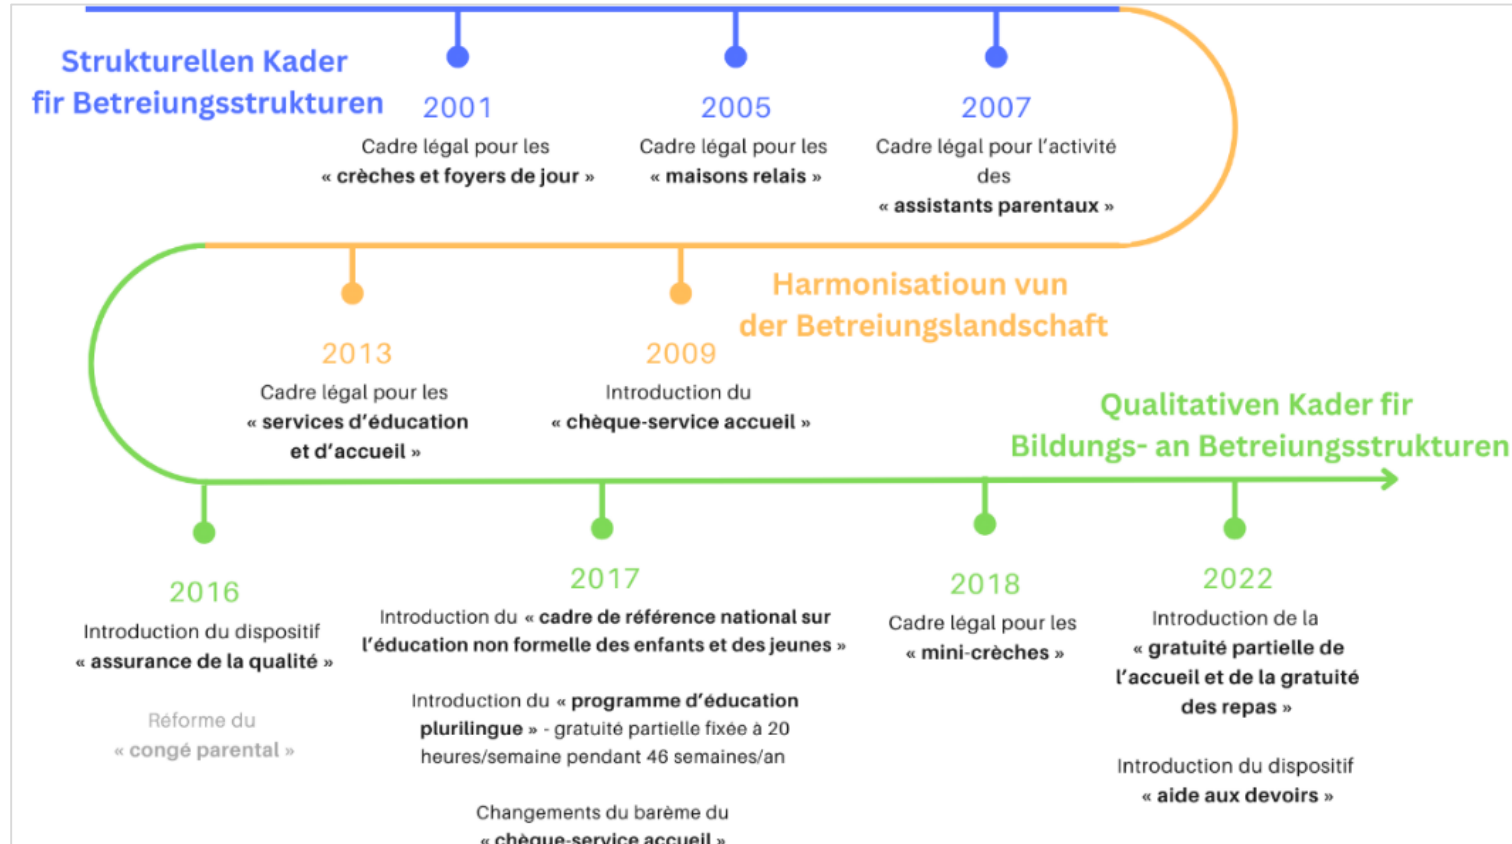 Strukturellen Kader
fir Betreiungsstrukturen
2001
Cadre légal pour les
« crèches et foyers de jour »
2005
Cadre légal pour les
« maisons relais »
2007
Cadre légal pour l'activité
des
« assistants parentaux »
Harmonisatioun vun
der Betreiungslandschaft
2013
Cadre légal pour les
« services d'éducation
et d'accueil »
2009
Introduction du
« chèque-service accueil »
Qualitativen Kader fir
Bildungs- an Betreiungsstrukturen
2016
Introduction du dispositif
« assurance de la qualité »
Réforme du
« congé parental »
2017
Introduction du « cadre de référence national sur
l'éducation non formelle des enfants et des jeunes »
Introduction du « programme d'éducation
plurilingue » - gratuité partielle fixée à 20
heures/semaine pendant 46 semaines/an
Changements du barème du
« chèque-service accueil »
2018
Cadre légal pour les
« mini-crèches »
2022
Introduction de la
« gratuité partielle de
l'accueil et de la gratuité
des repas »
Introduction du dispositif
« aide aux devoirs »